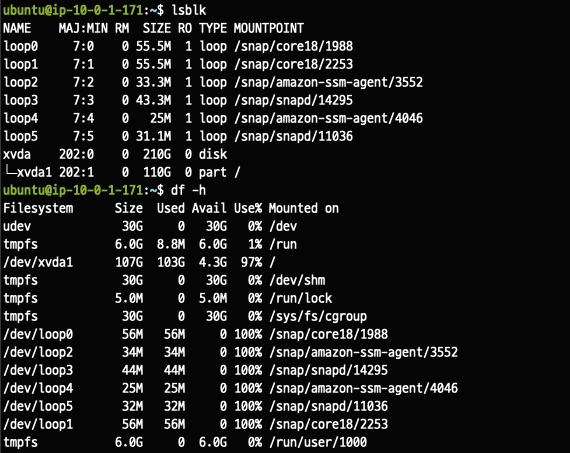 ubuntu@ip-10-0-1-171:~$ lsblk
NAME    MAJ:MIN RM  SIZE RO TYPE MOUNTPOINT
loop0     7:0    0 55.5M  1 loop /snap/core18/1988
loop1     7:1    0 55.5M  1 loop /snap/core18/2253
loop2     7:2    0 33.3M  1 loop /snap/amazon-ssm-agent/3552
loop3     7:3    0 43.3M  1 loop /snap/snapd/14295
loop4     7:4    0   25M  1 loop /snap/amazon-ssm-agent/4046
loop5     7:5    0 31.1M  1 loop /snap/snapd/11036
xvda    202:0    0  210G  0 disk
└─xvda1 202:1    0  110G  0 part /
ubuntu@ip-10-0-1-171:~$ df -h
Filesystem      Size  Used Avail Use% Mounted on
udev             30G     0   30G   0% /dev
tmpfs           6.0G  8.8M  6.0G   1% /run
/dev/xvda1      107G  103G  4.3G  97% /
tmpfs            30G     0   30G   0% /dev/shm
tmpfs           5.0M     0  5.0M   0% /run/lock
tmpfs            30G     0   30G   0% /sys/fs/cgroup
/dev/loop0       56M   56M     0 100% /snap/core18/1988
/dev/loop2       34M   34M     0 100% /snap/amazon-ssm-agent/3552
/dev/loop3       44M   44M     0 100% /snap/snapd/14295
/dev/loop4       25M   25M     0 100% /snap/amazon-ssm-agent/4046
/dev/loop5       32M   32M     0 100% /snap/snapd/11036
/dev/loop1       56M   56M     0 100% /snap/core18/2253
tmpfs           6.0G     0  6.0G   0% /run/user/1000